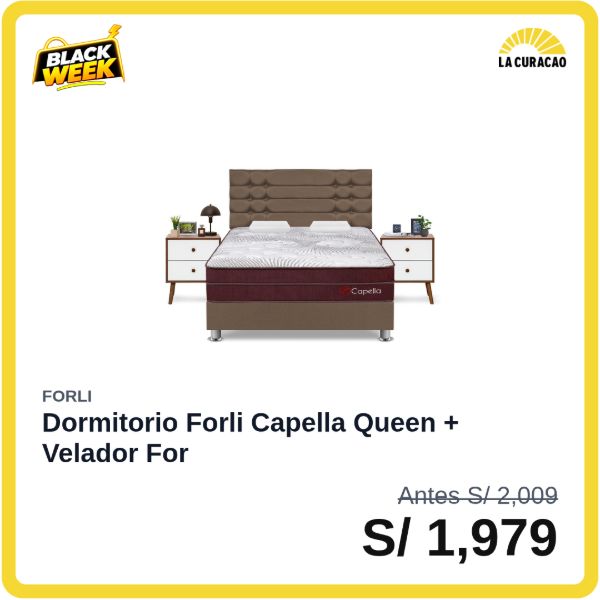 BLACK
WEEK
LA CURACAO
Capella
FORLI
Dormitorio Forli Capella Queen +
Velador For
Antes S/ 2,009
S/ 1,979